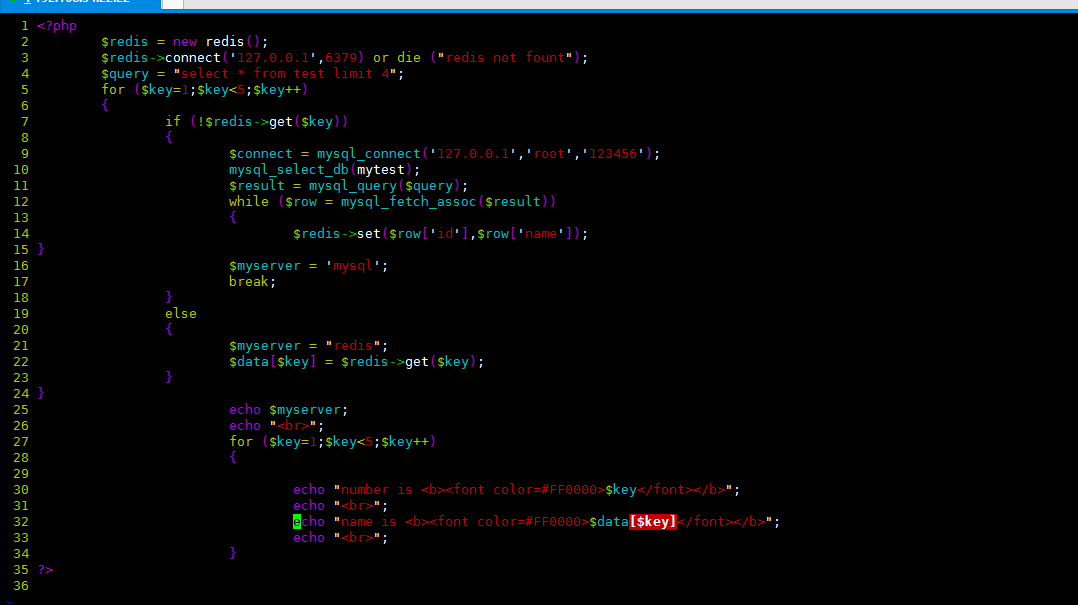 1 <?php
2 $redis = new redis();
3 $redis->connect('127.0.0.1',6379) or die ("redis not fount");
4 $query = "select * from test limit 4";
5 for ($key=1;$key<5;$key++)
6 {
7 if (!$redis->get($key))
8 {
9 $connect = mysql_connect('127.0.0.1','root','123456');
10 mysql_select_db(mytest);
11 $result = mysql_query($query);
12 while ($row = mysql_fetch_assoc($result))
13 {
14 $redis->set($row['id'],$row['name']);
15 }
16 $myserver = 'mysql';
17 break;
18 }
19 else
20 {
21 $myserver = "redis";
22 $data[$key] = $redis->get($key);
23 }
24 }
25 echo $myserver;
26 echo "<br>";
27 for ($key=1;$key<5;$key++)
28 {
29
30 echo "number is <b><font color=#FF0000>$key</font></b>";
31 echo "<br>";
32 echo "name is <b><font color=#FF0000>$data[$key]</font></b>";
33 echo "<br>";
34 }
35 ?>
36